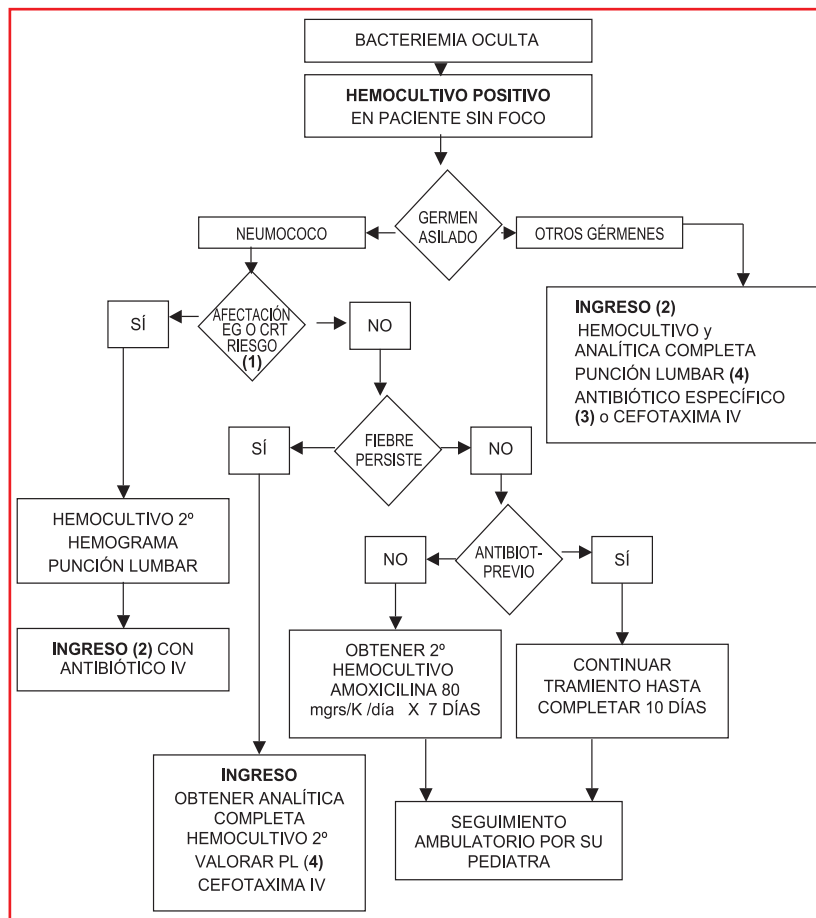 BACTERIEMIA OCULTA
HEMOCULTIVO POSITIVO
EN PACIENTE SIN FOCO
GERMEN
ASILADO
NEUMOCOCO
OTROS GÉRMENES
AFECTACIÓN
EG O CRT
RIESGO
(1)
SÍ
NO
INGRESO (2)
HEMOCULTIVO y
ANALÍTICA COMPLETA
PUNCIÓN LUMBAR (4)
ANTIBIÓTICO ESPECÍFICO
(3) o CEFOTAXIMA IV
FIEBRE
PERSISTE
SÍ
NO
HEMOCULTIVO 2º
HEMOGRAMA
PUNCIÓN LUMBAR
ANTIBIOT-
PREVIO
NO
SÍ
INGRESO (2) CON
ANTIBIÓTICO IV
OBTENER 2º
HEMOCULTIVO
AMOXICILINA 80
mgrs/K /día X 7 DÍAS
CONTINUAR
TRAMIENTO HASTA
COMPLETAR 10 DÍAS
INGRESO
OBTENER ANALÍTICA
COMPLETA
HEMOCULTIVO 2º
VALORAR PL (4)
CEFOTAXIMA IV
SEGUIMIENTO
AMBULATORIO POR SU
PEDIATRA